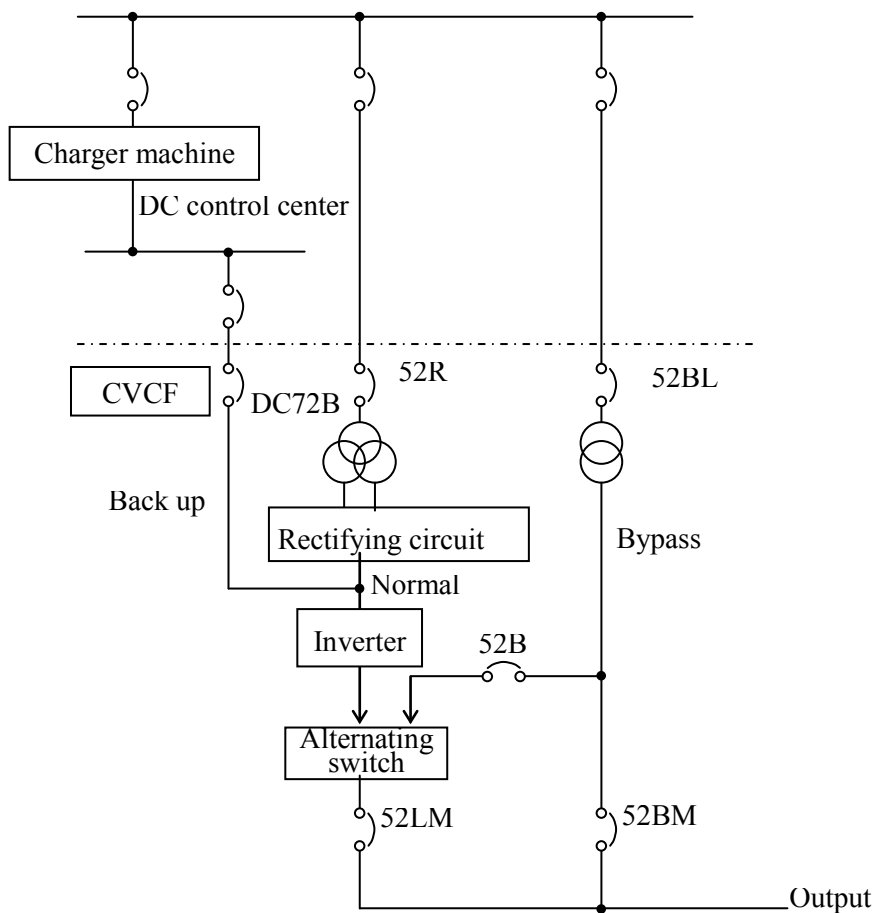 Charger machine
DC control center
CVCF
DC72B
52R
52BL
Back up
Rectifying circuit
Bypass
Normal
Inverter
52B
Alternating
switch
52LM
52BM
Output